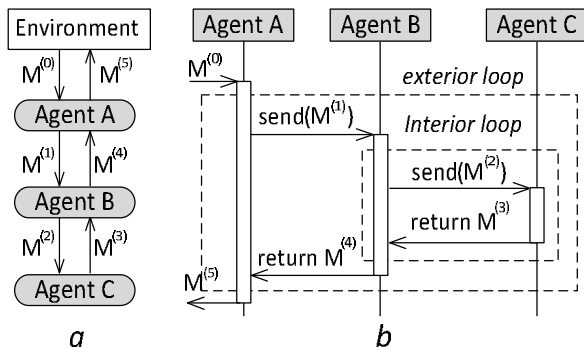 Environment
M(0) M(5)
Agent A
M(1) M(4)
Agent B
M(2) M(3)
Agent C
a
Agent A Agent B Agent C
M(0)
exterior loop
send(M(1))
Interior loop
send(M(2))
return M(3)
return M(4)
M(5)
b